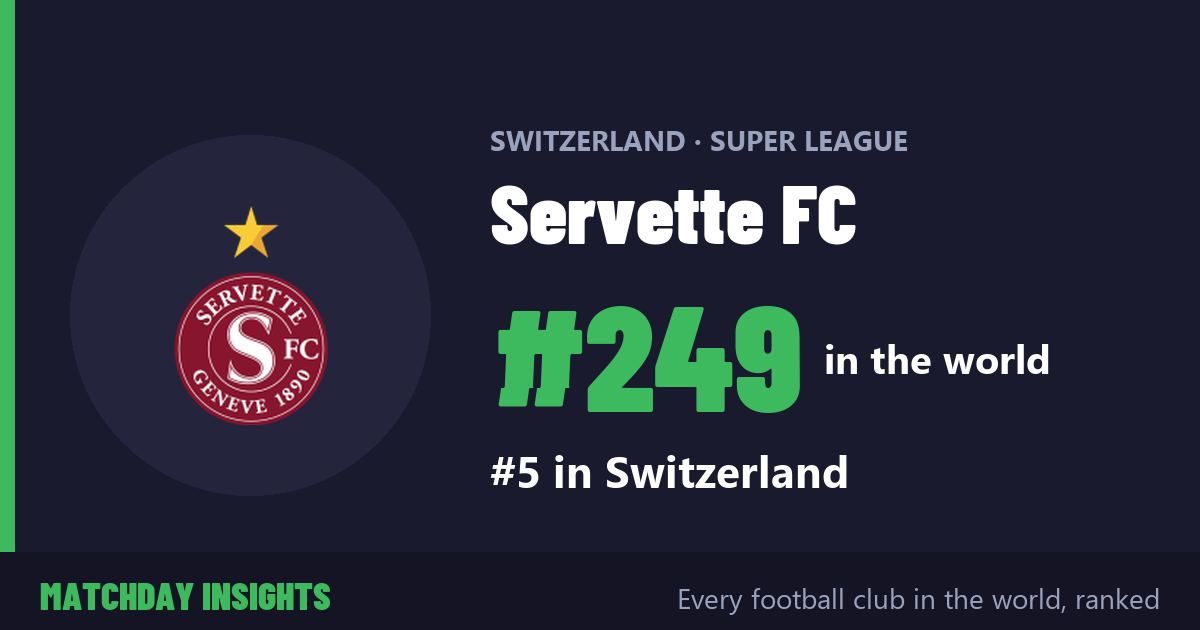 SWITZERLAND · SUPER LEAGUE
Servette FC
SERVETTE
S
FC
GENEVE 1890
#249 in the world
#5 in Switzerland
MATCHDAY INSIGHTS
Every football club in the world, ranked